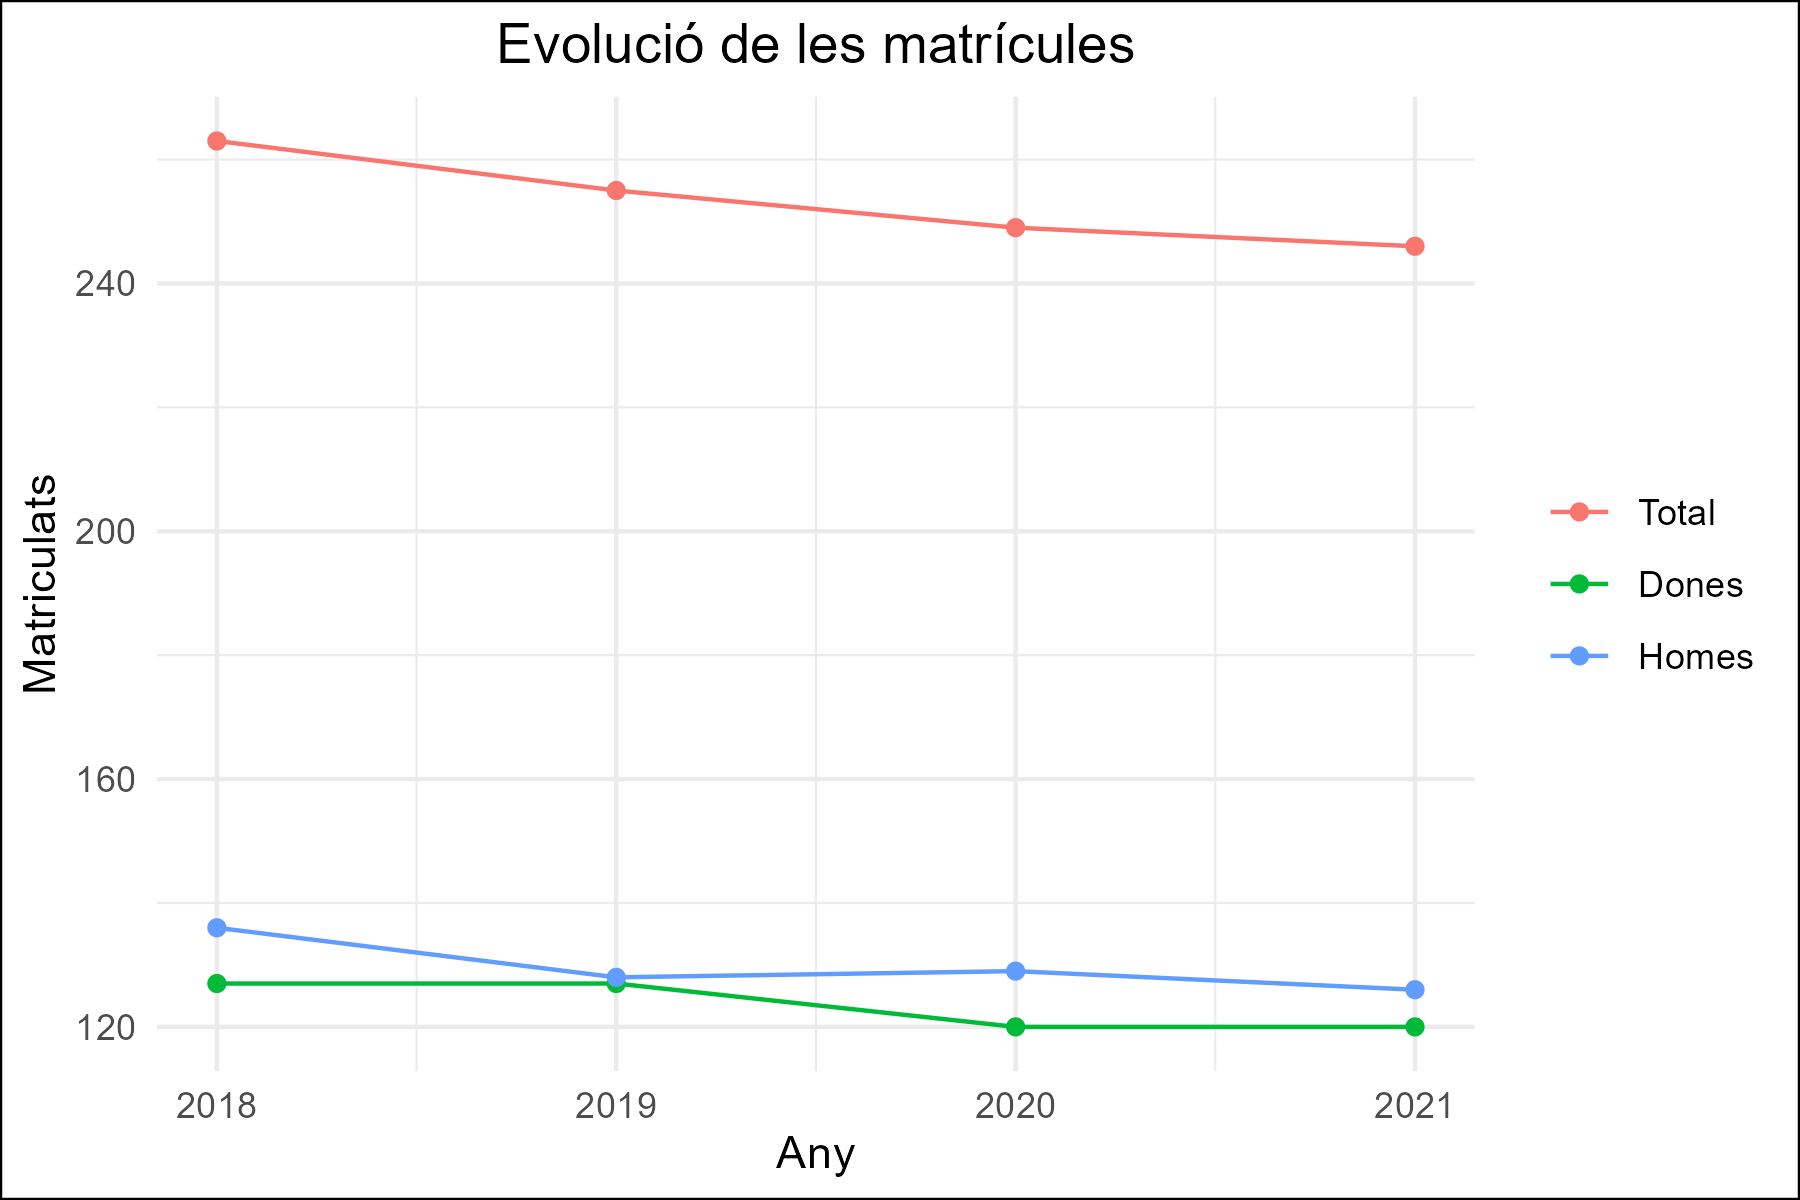 Evolució de les matrícules
Matriculats
240
200
160
120
2018
2019
2020
2021
Any
Total
Dones
Homes